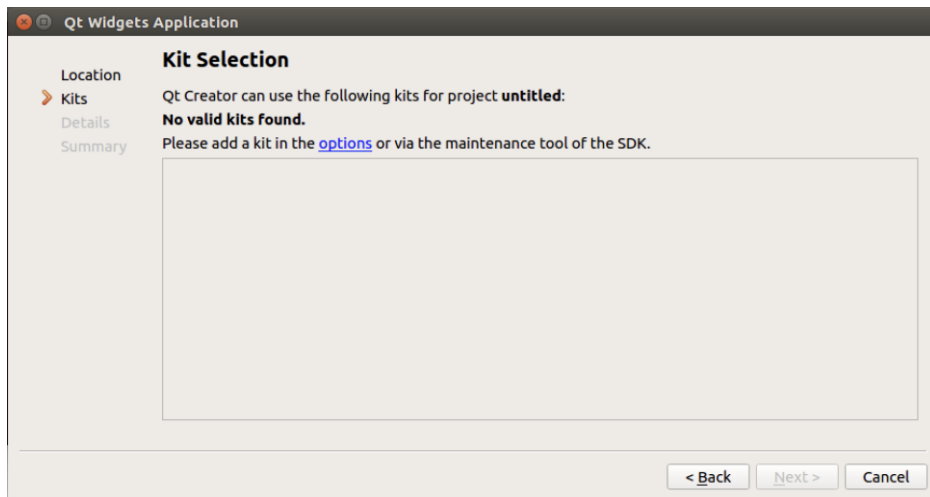 Qt Widgets Application
Location
Kits
Details
Summary
Kit Selection
Qt Creator can use the following kits for project untitled:
No valid kits found.
Please add a kit in the options or via the maintenance tool of the SDK.
< Back
Next >
Cancel